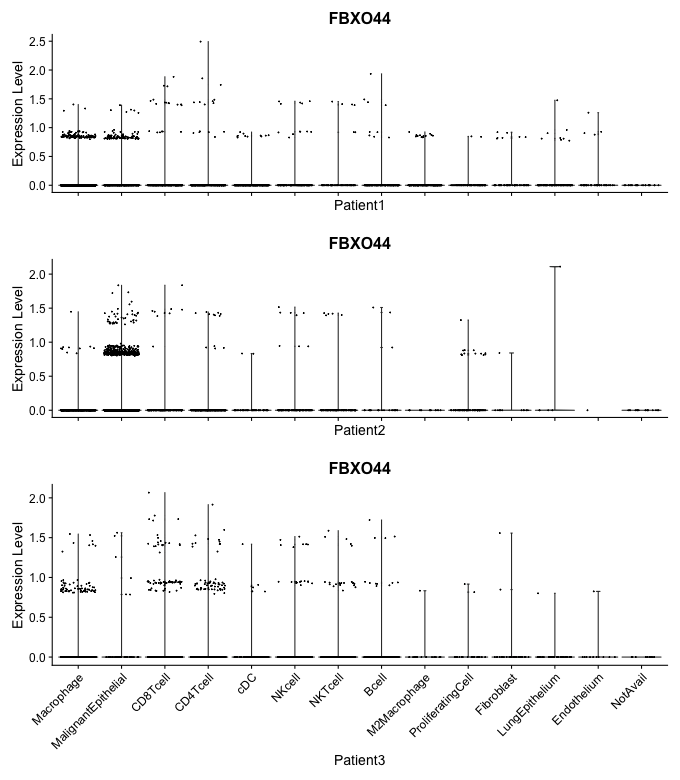 FBXO44
Expression Level
2.5
2.0
1.5
1.0
0.5
0.0
Patient1
FBXO44
Expression Level
2.0
1.5
1.0
0.5
0.0
Patient2
FBXO44
Expression Level
2.0
1.5
1.0
0.5
0.0
Macrophage
MalignantEpithelial
CD8Tcell
CD4Tcell
cDC
NKcell
NKTcell
Bcell
M2Macrophage
ProliferatingCell
Fibroblast
LungEpithelium
Endothelium
NotAvail
Patient3